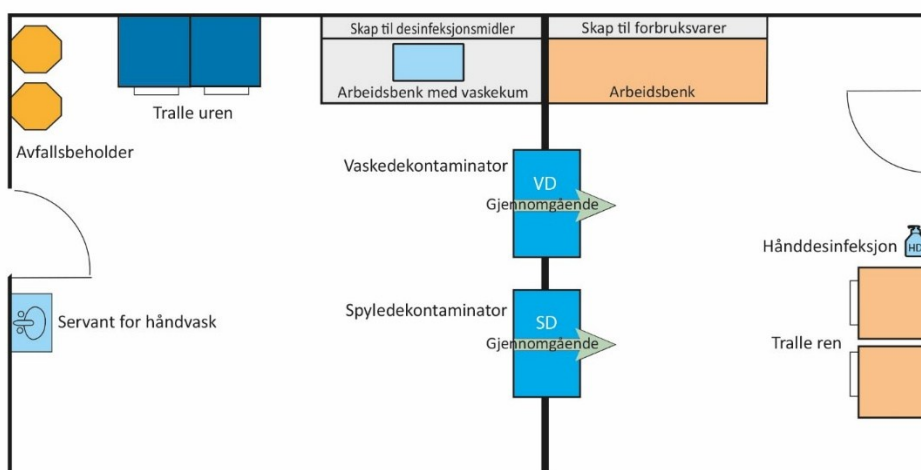 Skap til desinfeksjonsmidler
Skap til forbruksvarer
Arbeidsbenk med vaskekum
Arbeidsbenk
Tralle uren
Avfallsbeholder
Vaskedekontaminator
VD
Gjennomgående
Hånddesinfeksjon
HD
Spyledekontaminator
SD
Gjennomgående
Servant for håndvask
Tralle ren